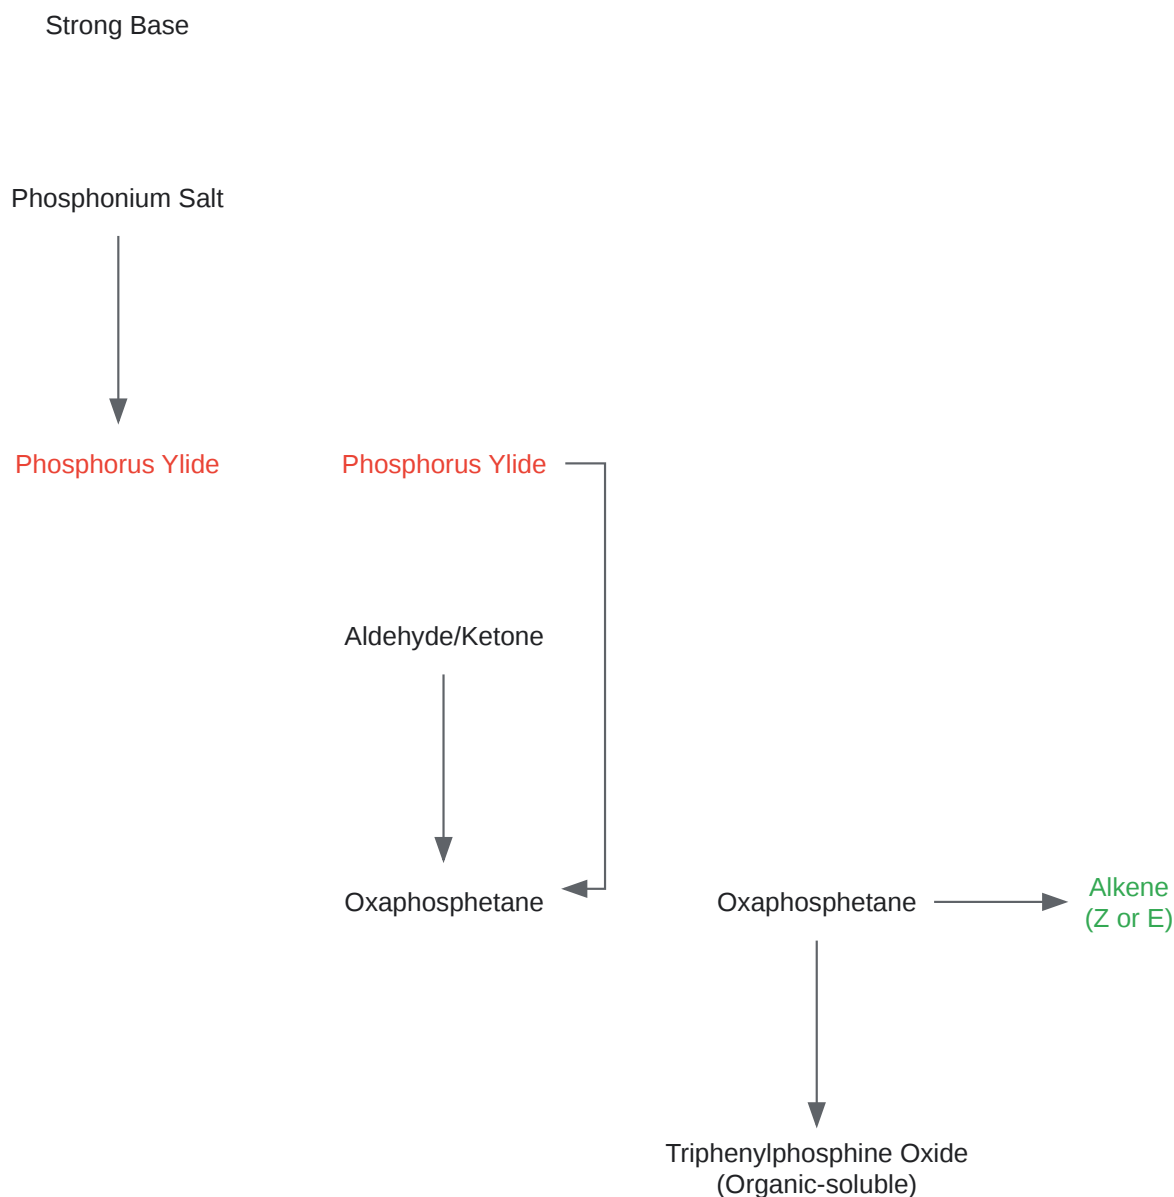 Strong Base
Phosphonium Salt
Phosphorus Ylide
Phosphorus Ylide
Aldehyde/Ketone
Oxaphosphetane
Oxaphosphetane
Alkene
(Z or E)
Triphenylphosphine Oxide
(Organic-soluble)